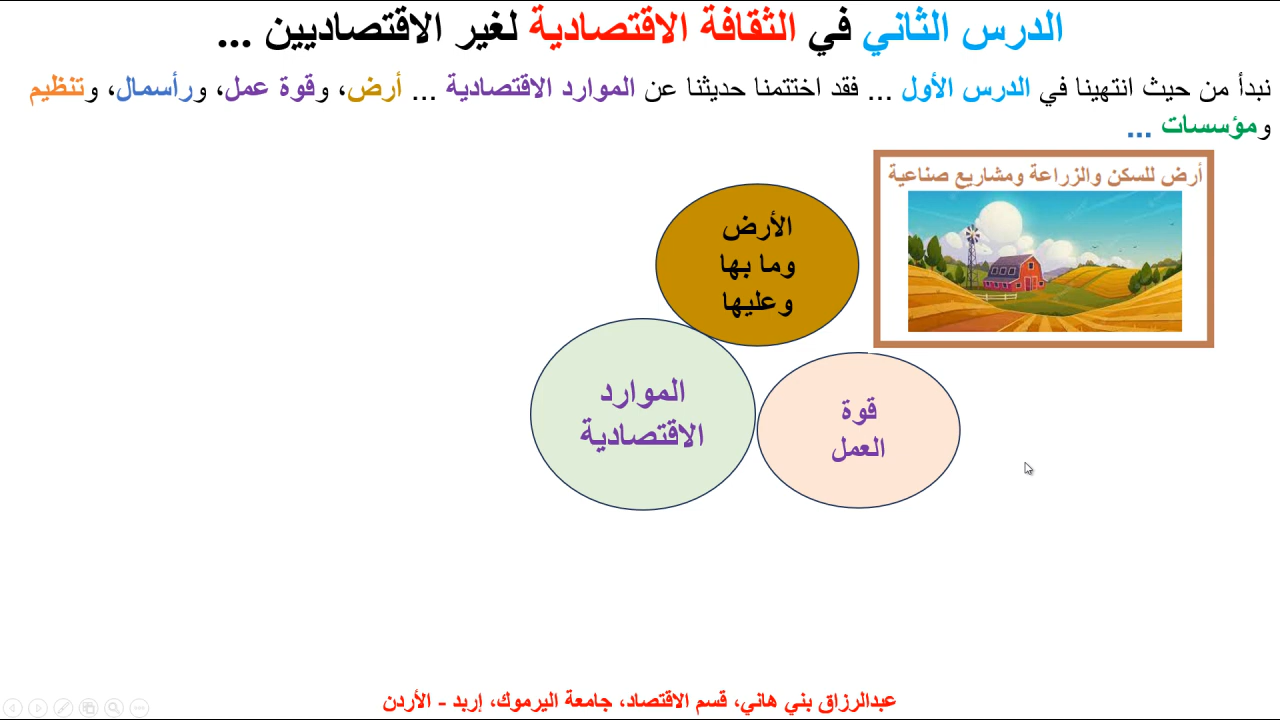 الدرس الثاني في الثقافة الاقتصادية لغير الاقتصاديين ...
نبدأ من حيث انتهينا في الدرس الأول ... فقد اختتمنا حديثنا عن الموارد الاقتصادية ... أرض، وقوة عمل، ورأسمال، وتنظيم
ومؤسسات ...
أرض للسكن والزراعة ومشاريع صناعية
الأرض
وما بها
وعليها
الموارد
الاقتصادية
قوة
العمل
عبدالرزاق بني هاني، قسم الاقتصاد، جامعة اليرموك، إربد - الأردن